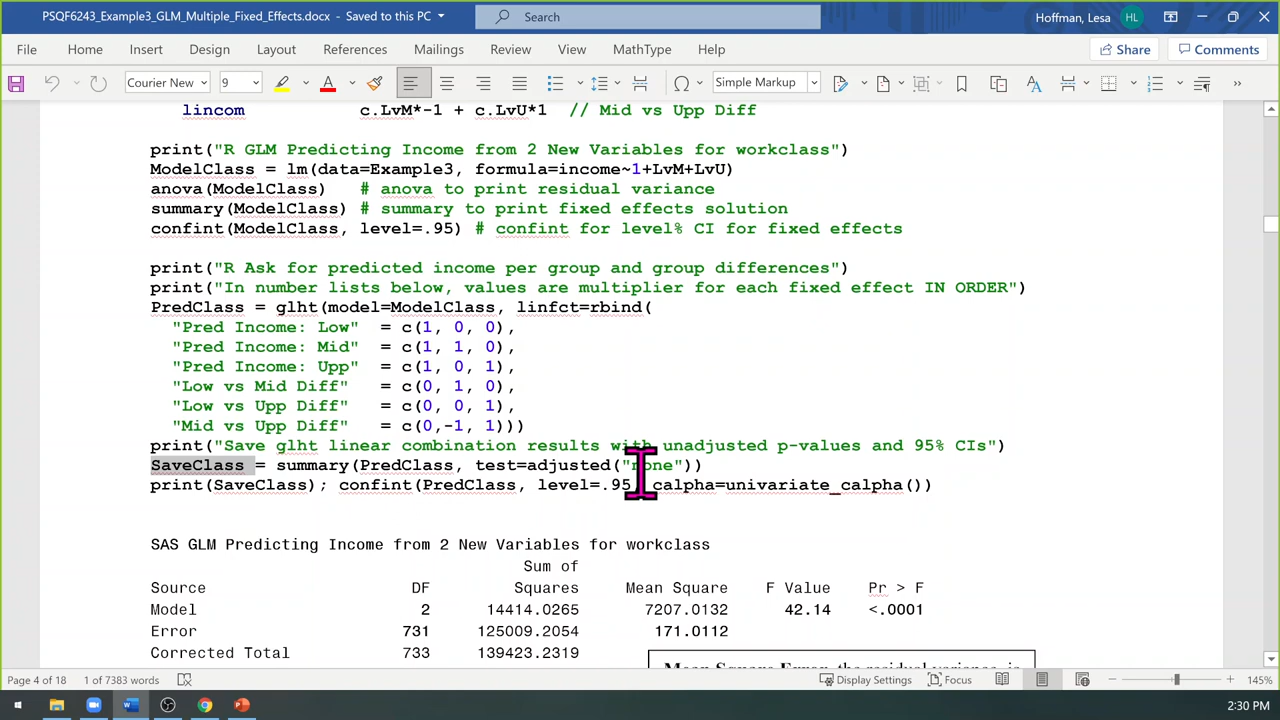 PSQF6243_Example3_GLM_Multiple_Fixed_Effects.docx - Saved to this PC
Search
Hoffman, Lesa HL
File Home Insert Design Layout References Mailings Review View MathType Help Share Comments
Courier New 9 Simple Markup
lincom c.LvM*-1 + c.LvU*1 // Mid vs Upp Diff
print("R GLM Predicting Income from 2 New Variables for workclass")
ModelClass = lm(data=Example3, formula=income~1+LvM+LvU)
anova(ModelClass) # anova to print residual variance
summary(ModelClass) # summary to print fixed effects solution
confint(ModelClass, level=.95) # confint for level% CI for fixed effects
print("R Ask for predicted income per group and group differences")
print("In number lists below, values are multiplier for each fixed effect IN ORDER")
PredClass = glht(model=ModelClass, linfct=rbind(
"Pred Income: Low" = c(1, 0, 0),
"Pred Income: Mid" = c(1, 1, 0),
"Pred Income: Upp" = c(1, 0, 1),
"Low vs Mid Diff" = c(0, 1, 0),
"Low vs Upp Diff" = c(0, 0, 1),
"Mid vs Upp Diff" = c(0,-1, 1)))
print("Save glht linear combination results with unadjusted p-values and 95% CIs")
SaveClass = summary(PredClass, test=adjusted("none"))
print(SaveClass); confint(PredClass, level=.95, calpha=univariate_calpha())
SAS GLM Predicting Income from 2 New Variables for workclass
Sum of
Source DF Squares Mean Square F Value Pr > F
Model 2 14414.0265 7207.0132 42.14 <.0001
Error 731 125009.2054 171.0112
Corrected Total 733 139423.2319
Mean Square Error, the residual variance, is
Page 4 of 18 1 of 7383 words Display Settings Focus 145%
2:30 PM